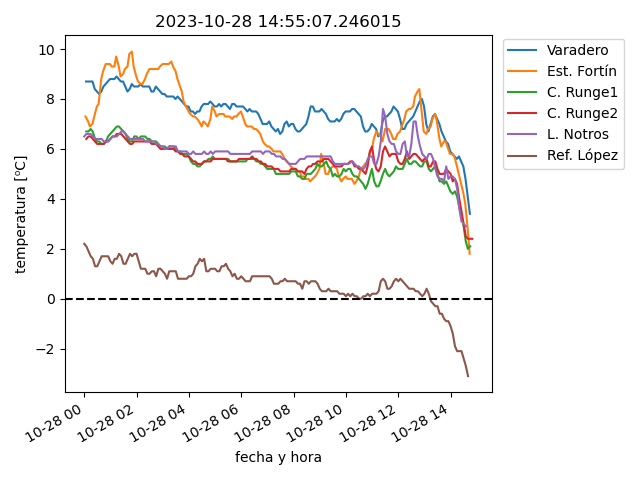 2023-10-28 14:55:07.246015
temperatura [ºC]
10
8
6
4
2
0
−2
10-28 00
10-28 02
10-28 04
10-28 06
10-28 08
10-28 10
10-28 12
10-28 14
fecha y hora
Varadero
Est. Fortín
C. Runge1
C. Runge2
L. Notros
Ref. López